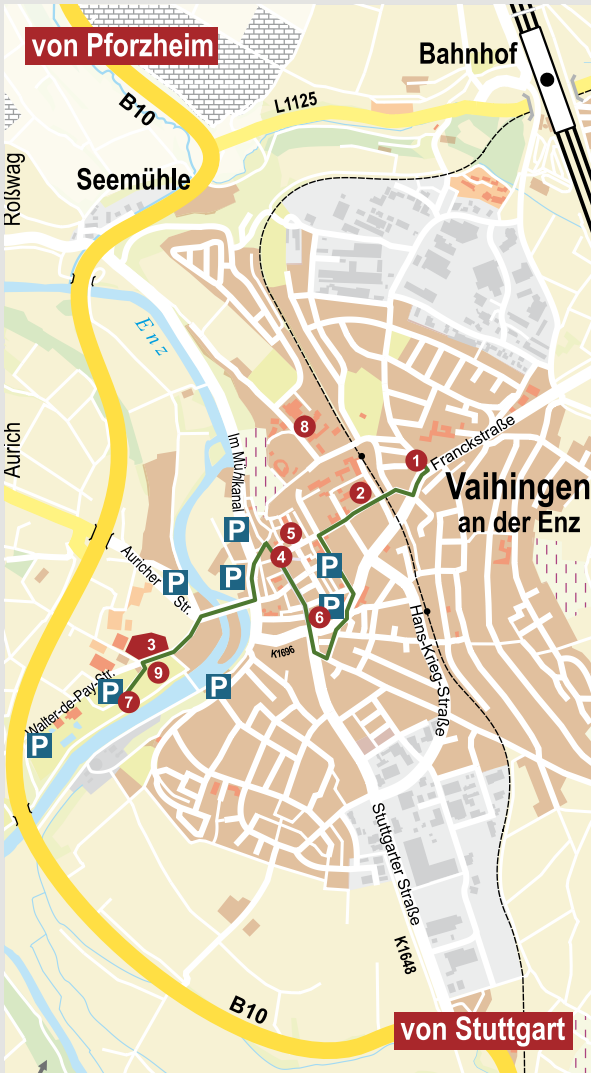 von Pforzheim
Bahnhof
B10
L1125
Roßwag
Seemühle
Enz
Aurich
Im Mühlkanal
8
1
Franckstraße
2
Vaihingen
an der Enz
P
5
4
P
P
P
Auricher
Str.
P
6
3
K1696
Hans-Krieg-Straße
9
Walter-de-Pay-Str.
P
7
P
P
Stuttgarter Straße
K1648
B10
von Stuttgart